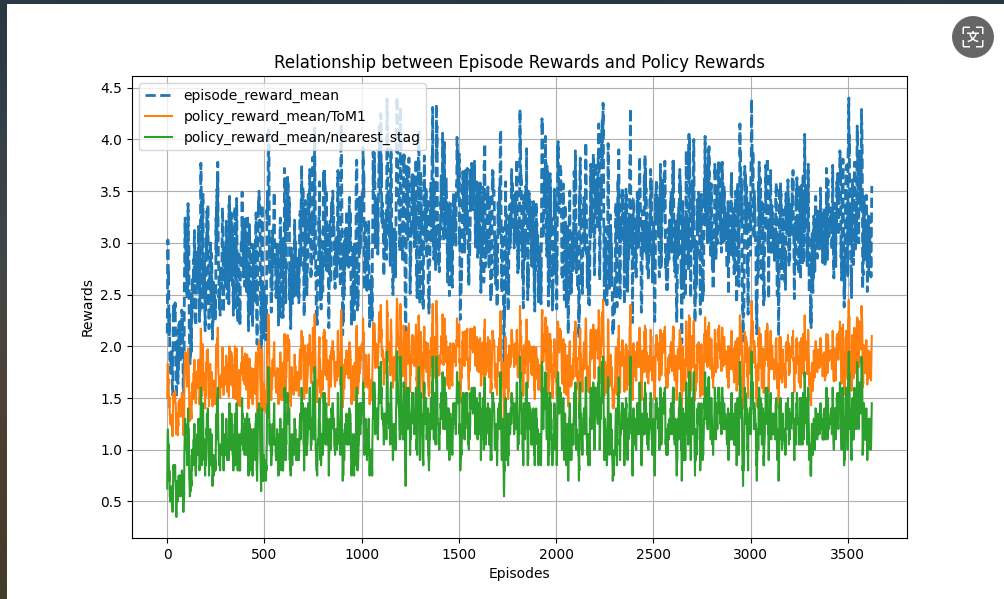 Relationship between Episode Rewards and Policy Rewards
episode_reward_mean
policy_reward_mean/ToM1
policy_reward_mean/nearest_stag
4.5
4.0
3.5
3.0
2.5
2.0
1.5
1.0
0.5
Rewards
0 500 1000 1500 2000 2500 3000 3500
Episodes
文